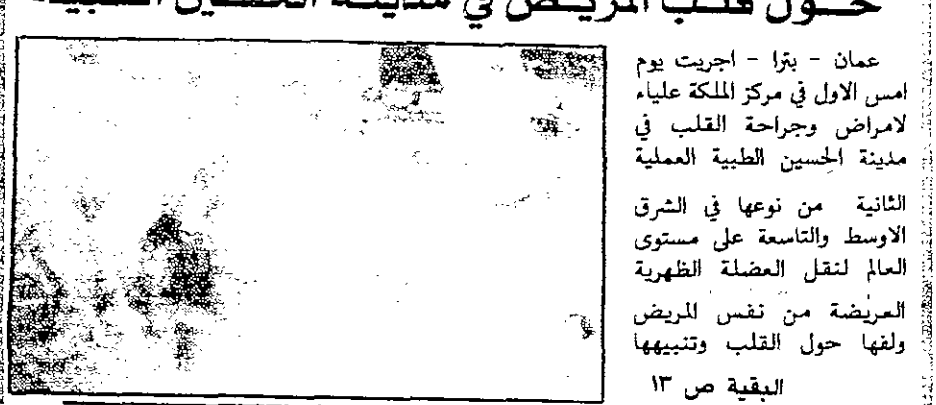 حول قلب المريض في مدينة الحسين الطبية
عمان - بترا - اجريت يوم
امس الاول في مركز الملكة علياء
لامراض وجراحة القلب في
مدينة الحسين الطبية العملية
الثانية من نوعها في الشرق
الاوسط والتاسعة على مستوى
العالم لنقل العضلة الظهرية
العريضة من نفس المريض
ولفها حول القلب وتنبيهها
البقية ص ١٣